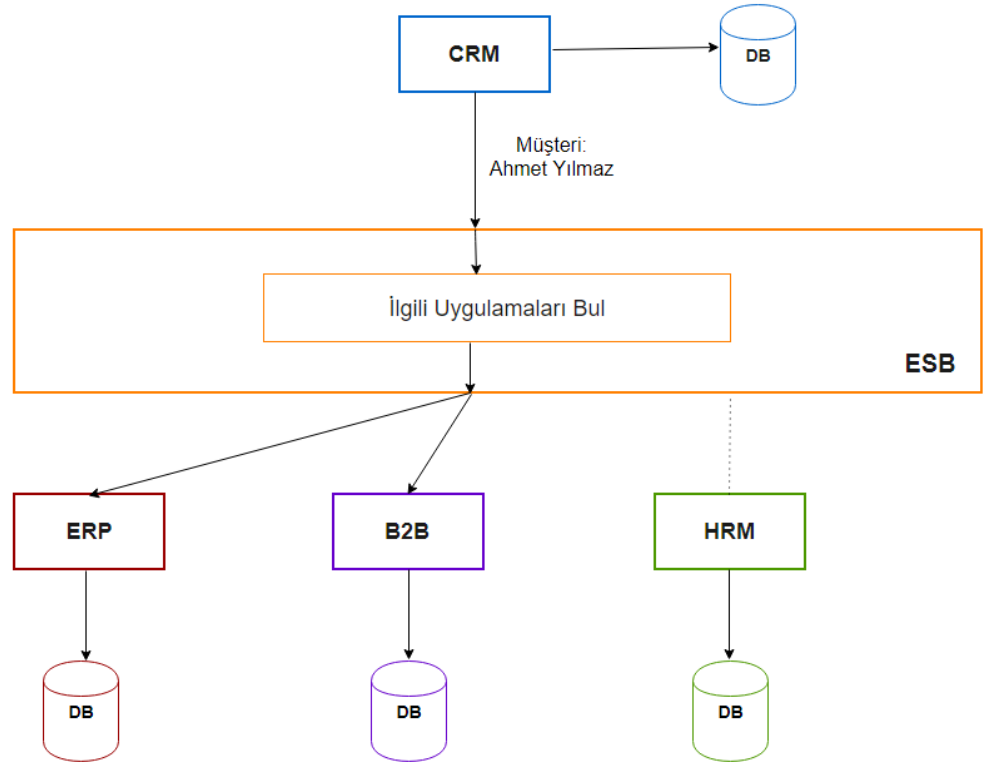 CRM
DB
Müşteri:
Ahmet Yılmaz
İlgili Uygulamaları Bul
ESB
ERP
B2B
HRM
DB
DB
DB